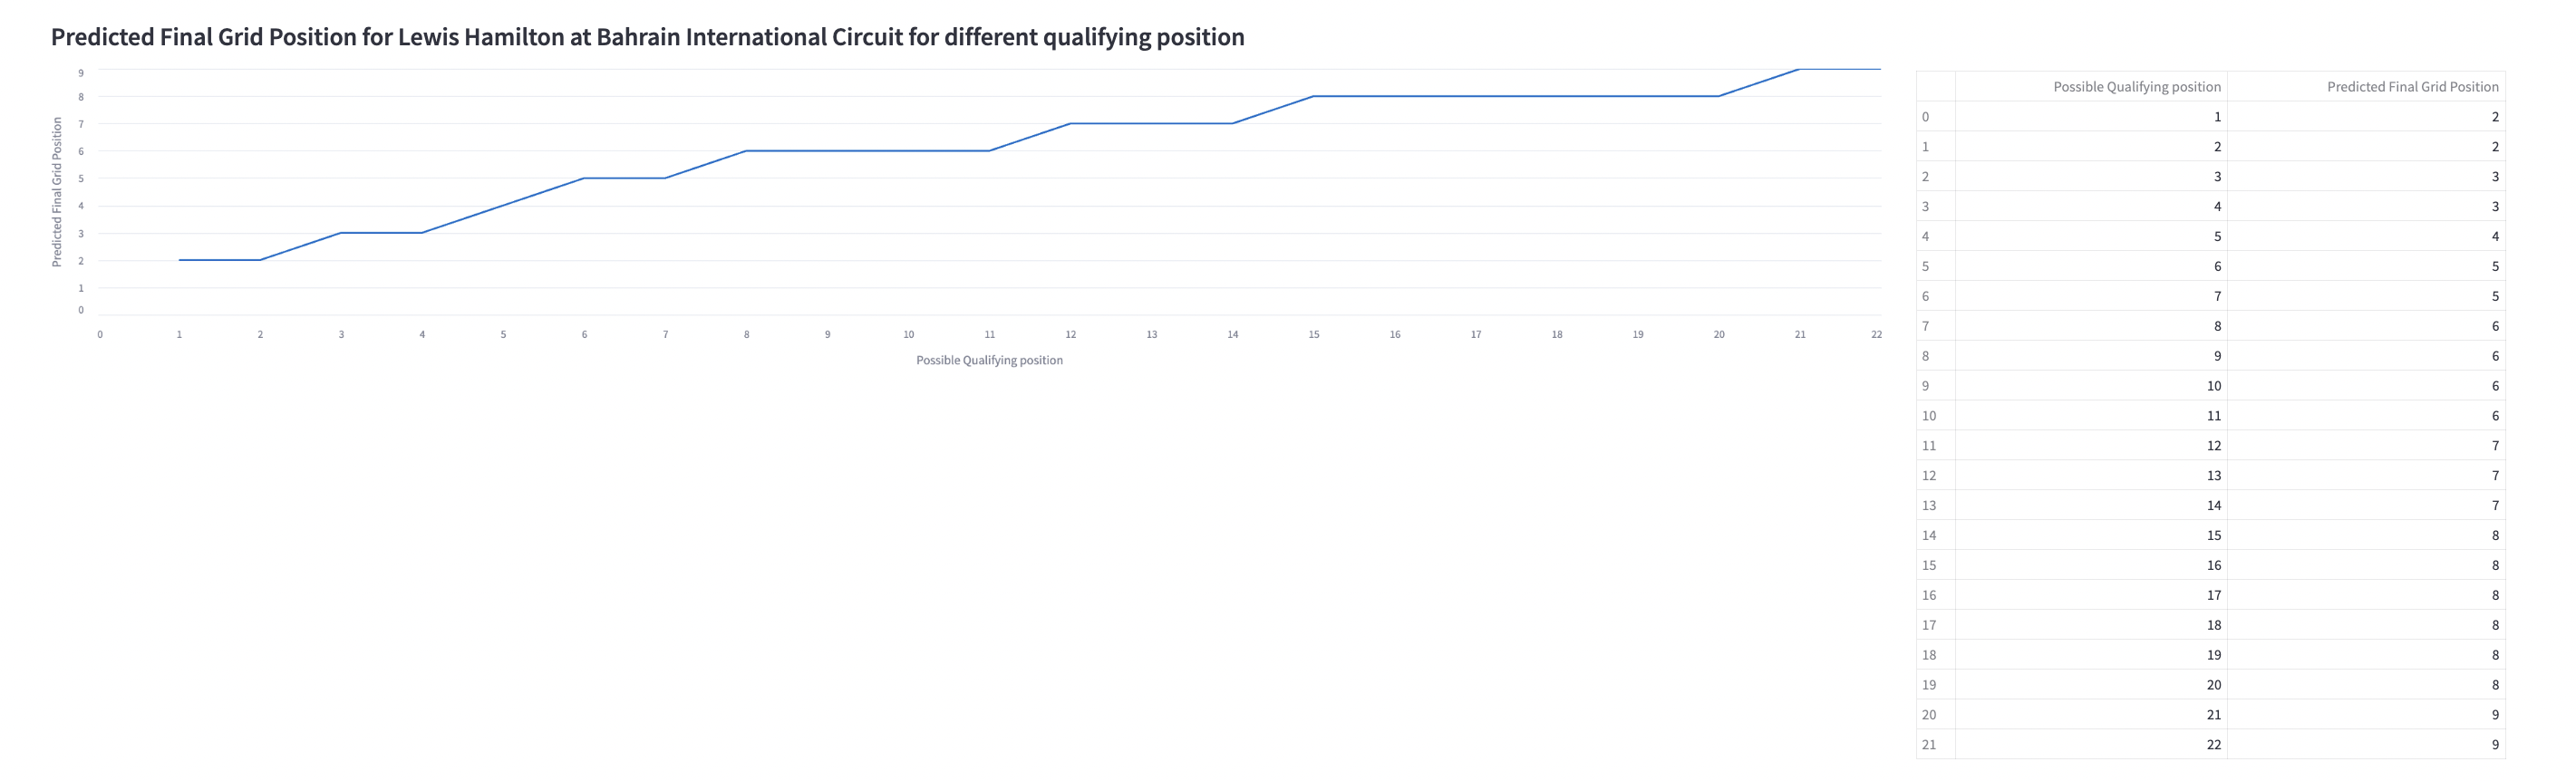 Predicted Final Grid Position for Lewis Hamilton at Bahrain International Circuit for different qualifying position
Predicted Final Grid Position
9
8
7
6
5
4
3
2
1
0
0 1 2 3 4 5 6 7 8 9 10 11 12 13 14 15 16 17 18 19 20 21 22
Possible Qualifying position
Possible Qualifying position Predicted Final Grid Position
0 1 2
1 2 2
2 3 3
3 4 3
4 5 4
5 6 5
6 7 5
7 8 6
8 9 6
9 10 6
10 11 6
11 12 7
12 13 7
13 14 7
14 15 8
15 16 8
16 17 8
17 18 8
18 19 8
19 20 8
20 21 9
21 22 9